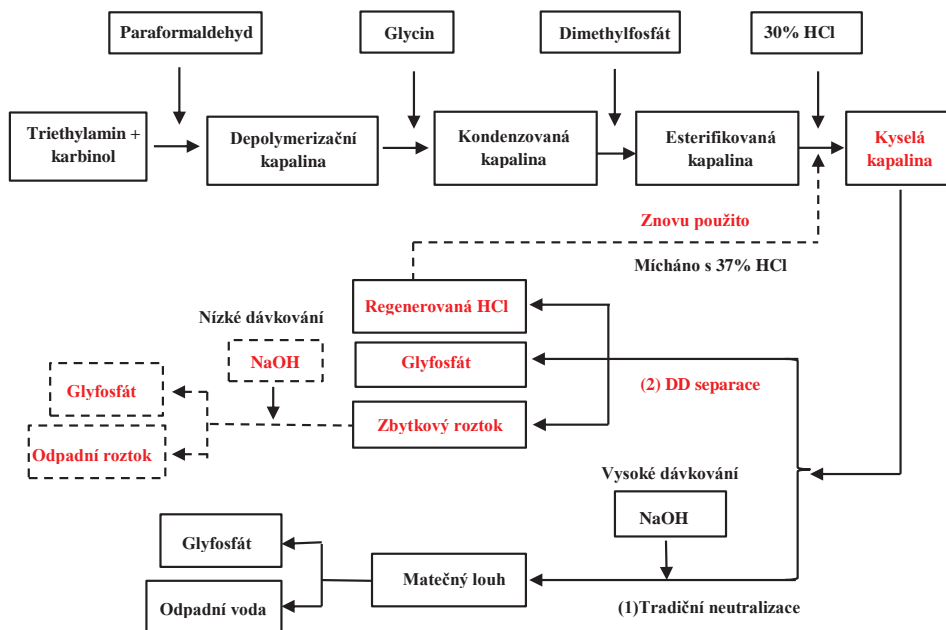 Paraformaldehyd
Glycin
Dimethylfosfát
30% HCl
Triethylamin +
karbinol
Depolymerizační
kapalina
Kondenzovaná
kapalina
Esterifikovaná
kapalina
Kyselá
kapalina
Znovu použito
Mícháno s 37% HCl
Regenerovaná HCl
Nízké dávkování
NaOH
Glyfosát
Glyfosfát
(2) DD separace
Zbytkový roztok
Odpadní roztok
Vysoké dávkování
NaOH
Glyfosfát
Matečný louh
Odpadní voda
(1)Tradiční neutralizace